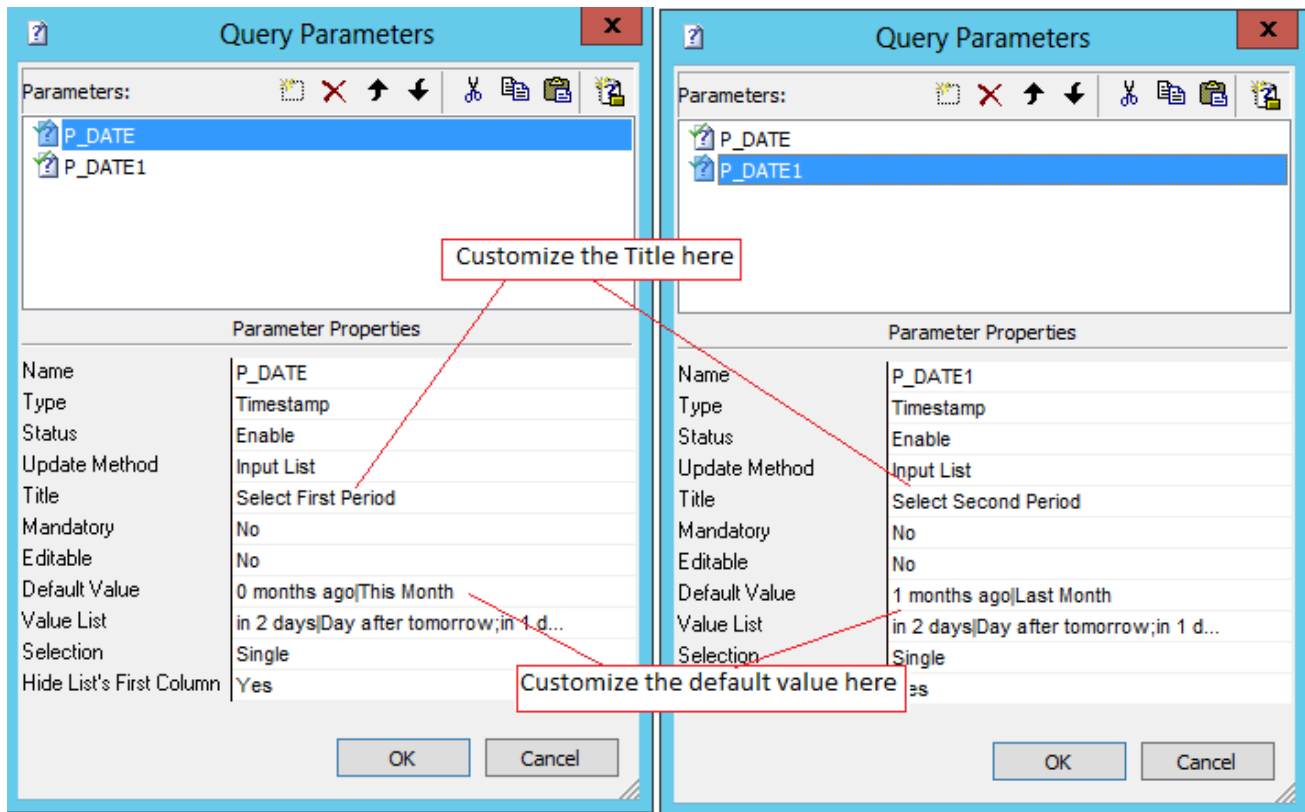 Query Parameters
x
Parameters:
P_DATE
P_DATE1
Parameter Properties
Name P_DATE
Type Timestamp
Status Enable
Update Method Input List
Title Select First Period
Mandatory No
Editable No
Default Value 0 months ago|This Month
Value List in 2 days|Day after tomorrow;in 1 d...
Selection Single
Hide List's First Column Yes
OK Cancel
Customize the Title here
Customize the default value here
Query Parameters
x
Parameters:
P_DATE
P_DATE1
Parameter Properties
Name P_DATE1
Type Timestamp
Status Enable
Update Method Input List
Title Select Second Period
Mandatory No
Editable No
Default Value 1 months ago|Last Month
Value List in 2 days|Day after tomorrow;in 1 d...
Selection Single
OK Cancel